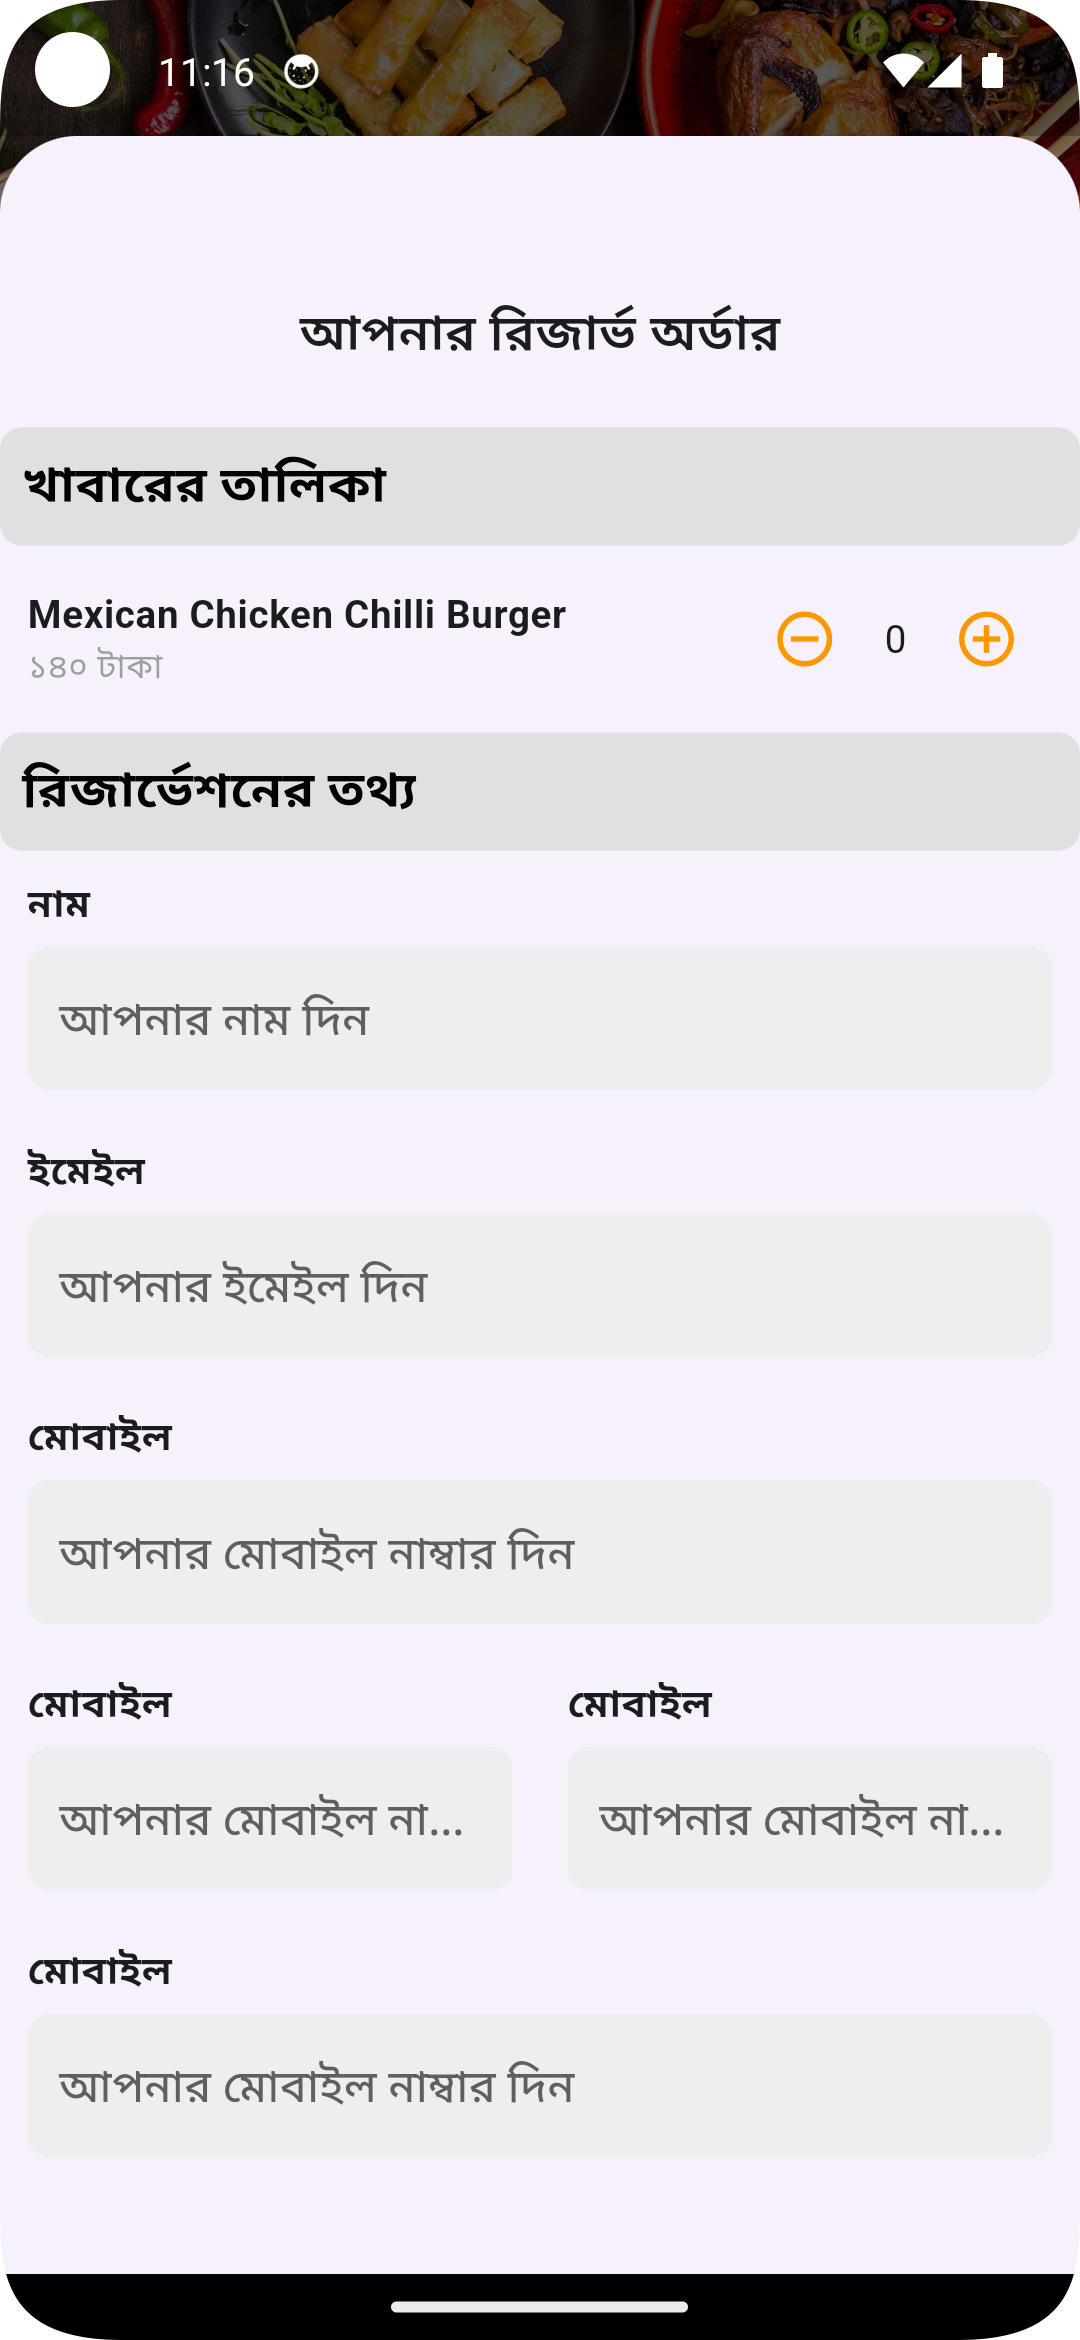 11:16
আপনার রিজার্ভ অর্ডার
খাবারের তালিকা
Mexican Chicken Chilli Burger
১৪০ টাকা
0
রিজার্ভেশনের তথ্য
নাম
আপনার নাম দিন
ইমেইল
আপনার ইমেইল দিন
মোবাইল
আপনার মোবাইল নাম্বার দিন
মোবাইল
মোবাইল
আপনার মোবাইল না...
আপনার মোবাইল না...
মোবাইল
আপনার মোবাইল নাম্বার দিন